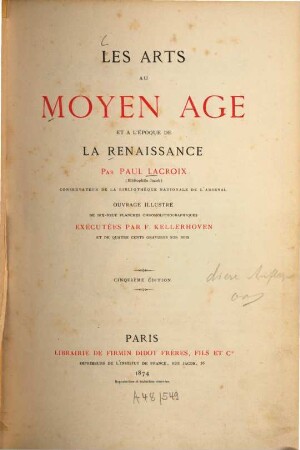 LES ARTS
AU
MOYEN AGE
ET A L'ÉPOQUE DE
LA RENAISSANCE
PAR PAUL LACROIX
(Bibliophile Jacob)
CONSERVATEUR DE LA BIBLIOTHÈQUE NATIONALE DE L'ARSENAL
OUVRAGE ILLUSTRÉ
DE DIX-NEUF PLANCHES CHROMOLITHOGRAPHIQUES
EXÉCUTÉES PAR F. KELLERHOVEN
ET DE QUATRE CENTS GRAVURES SUR BOIS
CINQUIÈME ÉDITION
PARIS
LIBRAIRIE DE FIRMIN DIDOT FRÈRES, FILS ET Cie
IMPRIMEURS DE L'INSTITUT DE FRANCE, RUE JACOB, 56
1874
Reproduction et traduction réservées
A 48/549